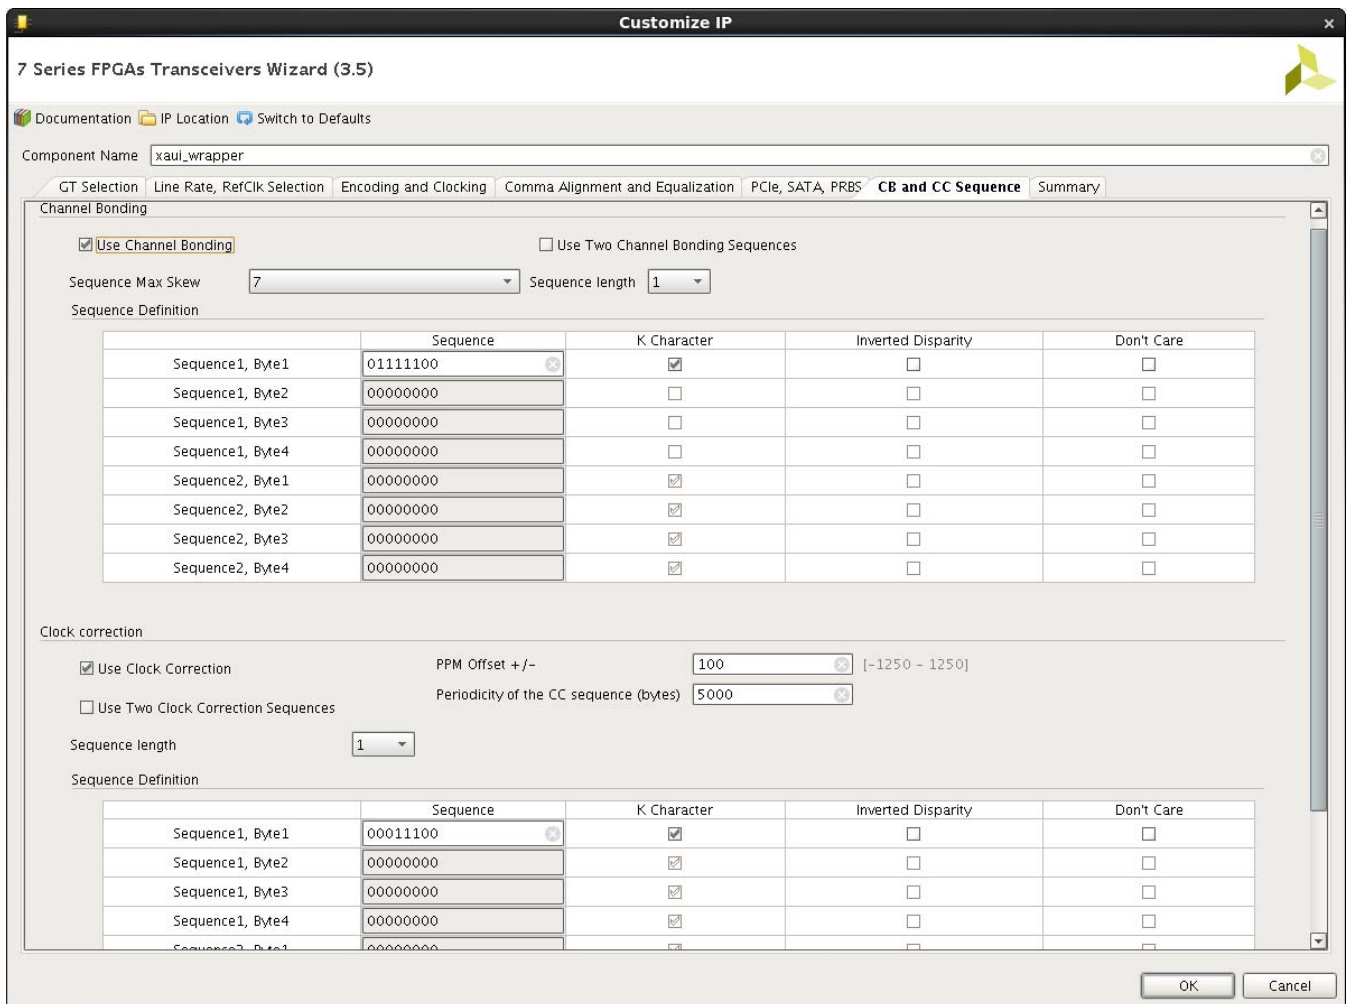 Customize IP
7 Series FPGAs Transceivers Wizard (3.5)
Documentation IP Location Switch to Defaults
Component Name xaui_wrapper
GT Selection Line Rate, RefClk Selection Encoding and Clocking Comma Alignment and Equalization PCIe, SATA, PRBS CB and CC Sequence Summary
Channel Bonding
Use Channel Bonding Use Two Channel Bonding Sequences
Sequence Max Skew 7 Sequence length 1
Sequence Definition
Sequence K Character Inverted Disparity Don't Care
Sequence1, Byte1 01111100
Sequence1, Byte2 00000000
Sequence1, Byte3 00000000
Sequence1, Byte4 00000000
Sequence2, Byte1 00000000
Sequence2, Byte2 00000000
Sequence2, Byte3 00000000
Sequence2, Byte4 00000000
Clock correction
Use Clock Correction PPM Offset +/- 100 [-1250 - 1250]
Periodicity of the CC sequence (bytes) 5000
Use Two Clock Correction Sequences
Sequence length 1
Sequence Definition
Sequence K Character Inverted Disparity Don't Care
Sequence1, Byte1 00011100
Sequence1, Byte2 00000000
Sequence1, Byte3 00000000
Sequence1, Byte4 00000000
Sequence2, Byte1 00000000
OK Cancel